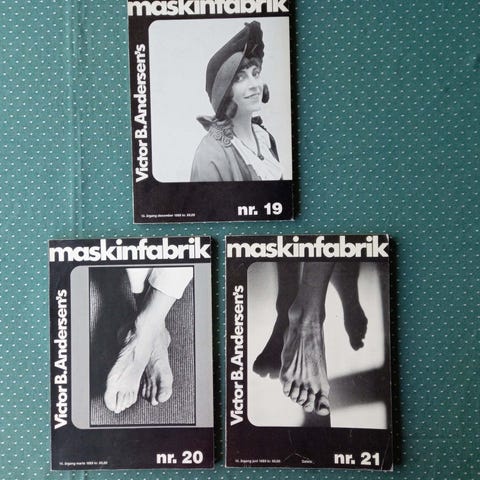 maskinfabrik
Victor B. Andersen's
nr. 19
maskinfabrik
Victor B. Andersen's
nr. 20
maskinfabrik
Victor B. Andersen's
nr. 21